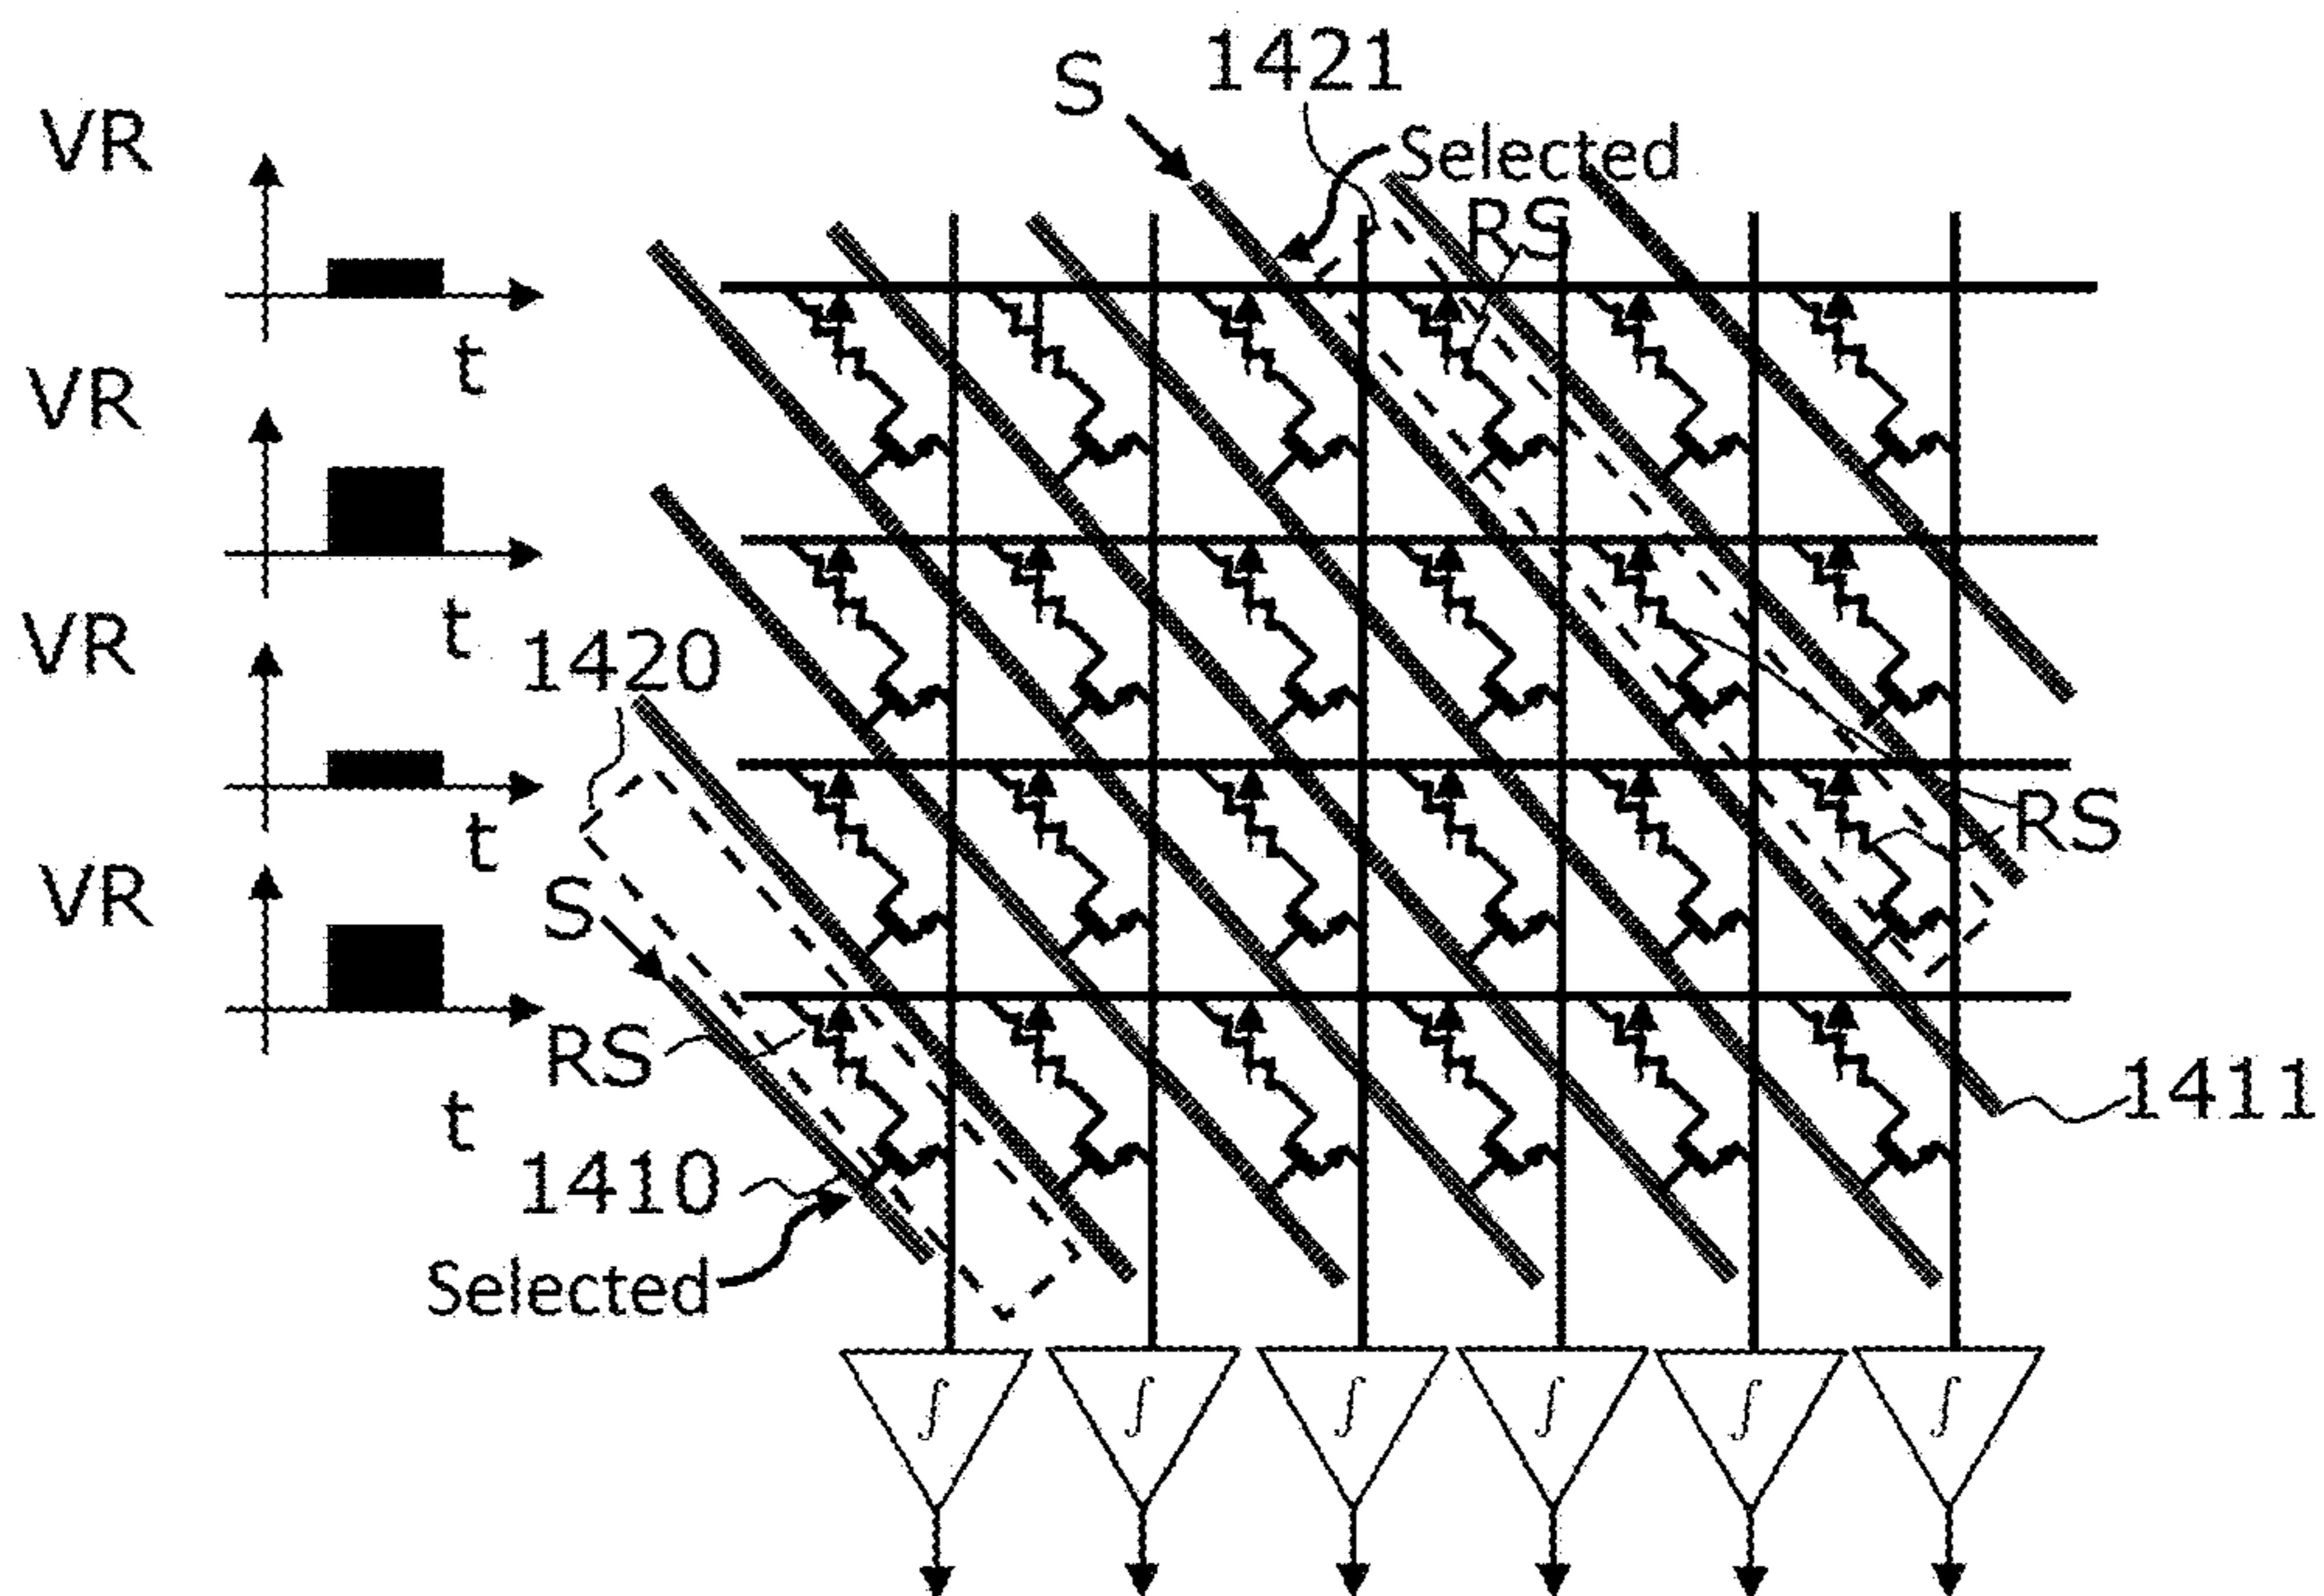 S
1421
VR
Selected
RS
t
VR
t
VR
1420
t
RS
VR
S
RS
t
1411
1410
Selected
∫ ∫ ∫ ∫ ∫ ∫